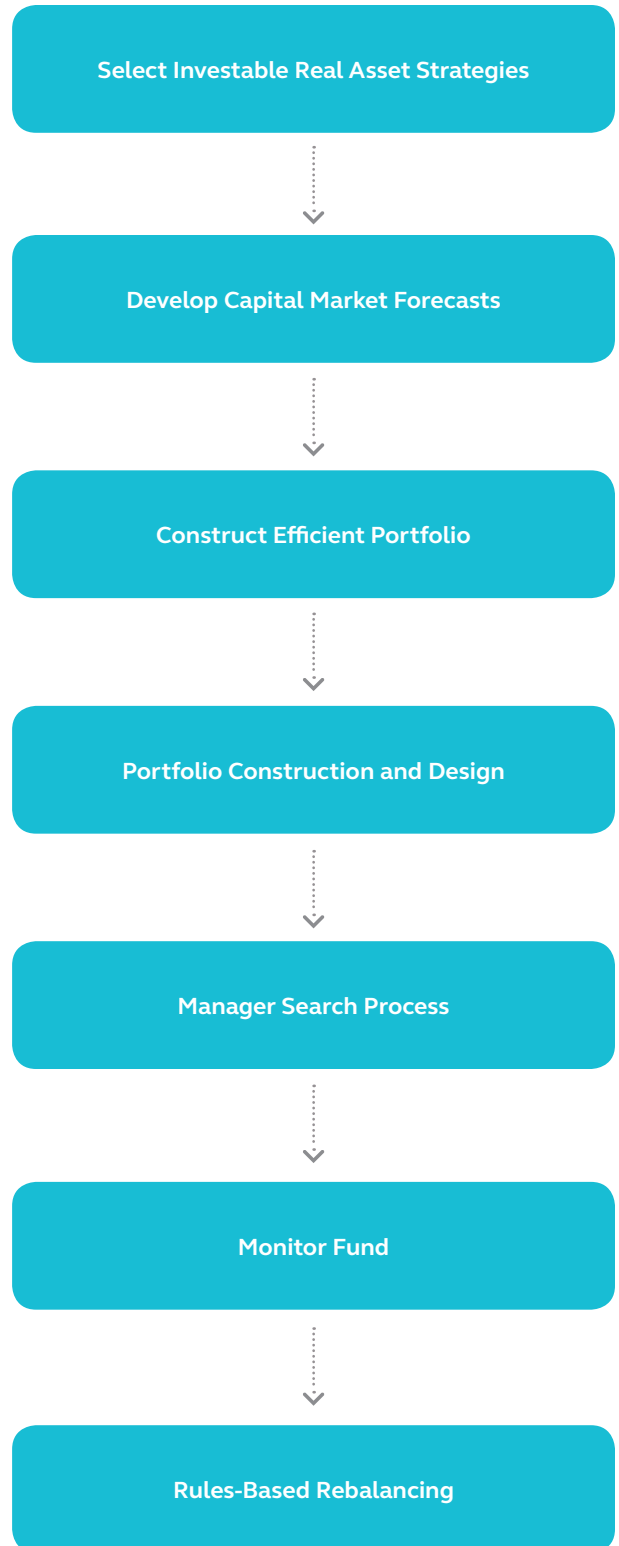 Select Investable Real Asset Strategies
Develop Capital Market Forecasts
Construct Efficient Portfolio
Portfolio Construction and Design
Manager Search Process
Monitor Fund
Rules-Based Rebalancing